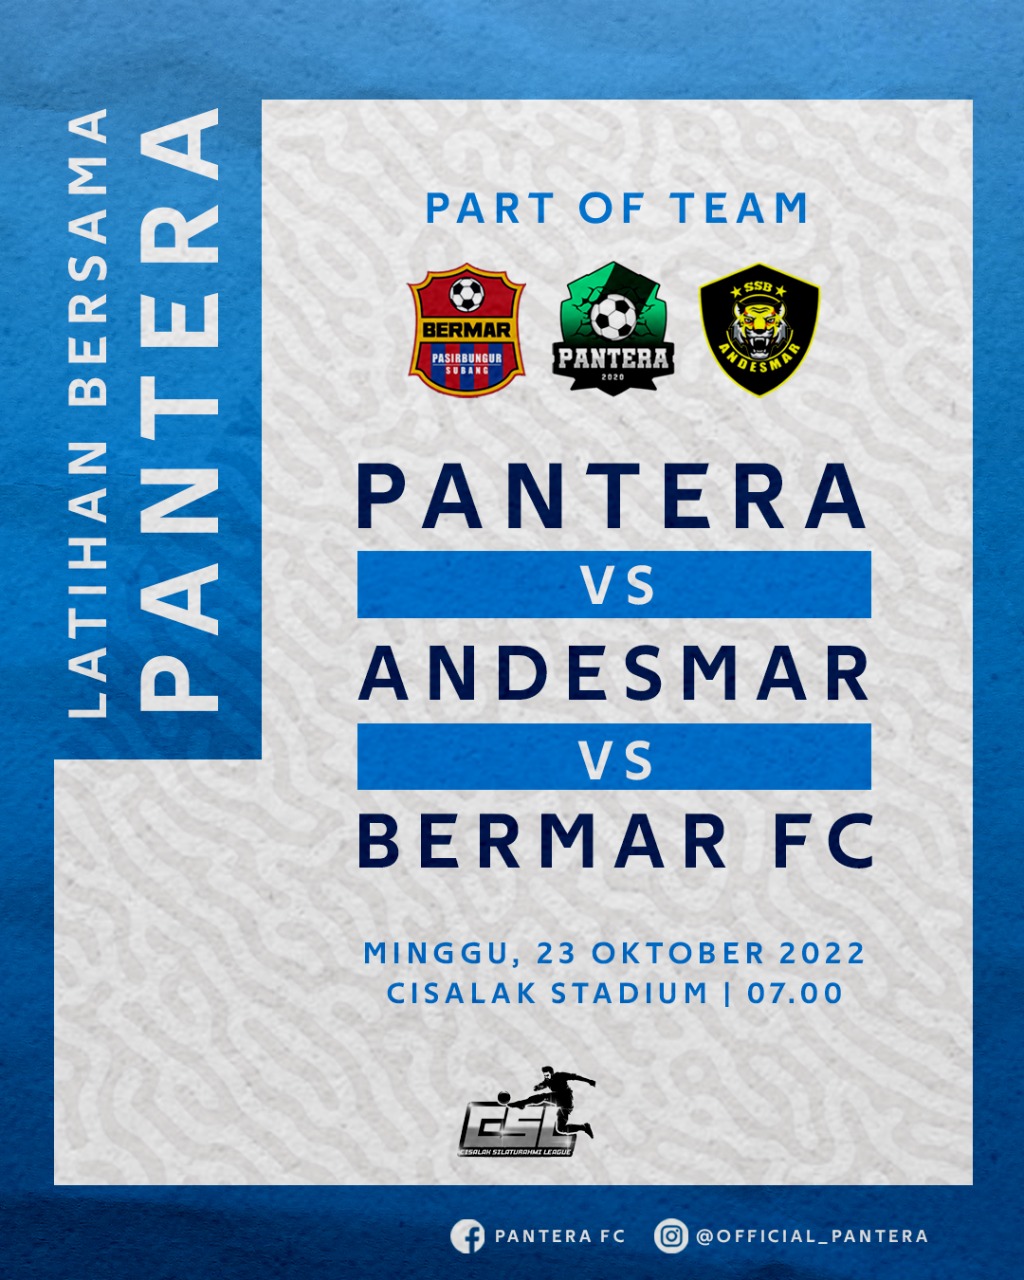 LATIHAN BERSAMA
PANTERA
PART OF TEAM
BERMAR
PASIRBUNGUR
SUBANG
PANTERA
2020
SSB
ANDESMAR
PANTERA
VS
ANDESMAR
VS
BERMAR FC
MINGGU, 23 OKTOBER 2022
CISALAK STADIUM | 07.00
CSL
CISALAK SILATURAHMI LEAGUE
PANTERA FC
@OFFICIAL_PANTERA